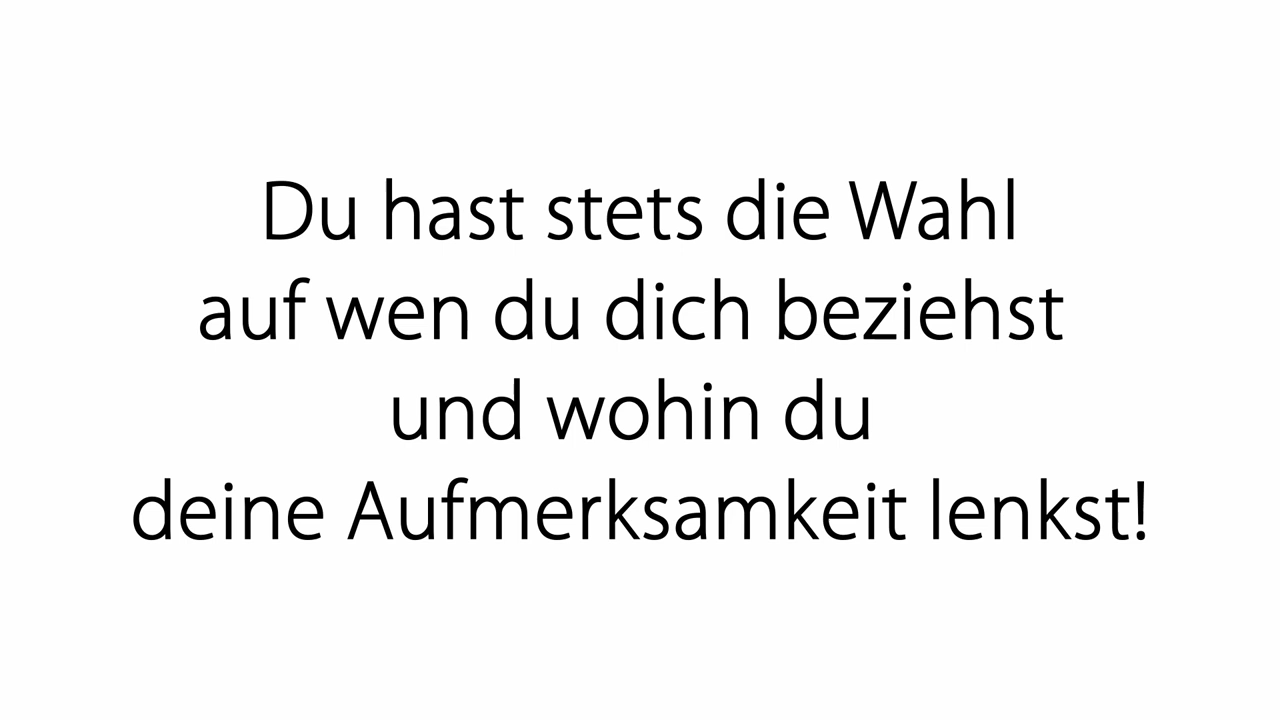 Du hast stets die Wahl
auf wen du dich beziehst
und wohin du
deine Aufmerksamkeit lenkst!